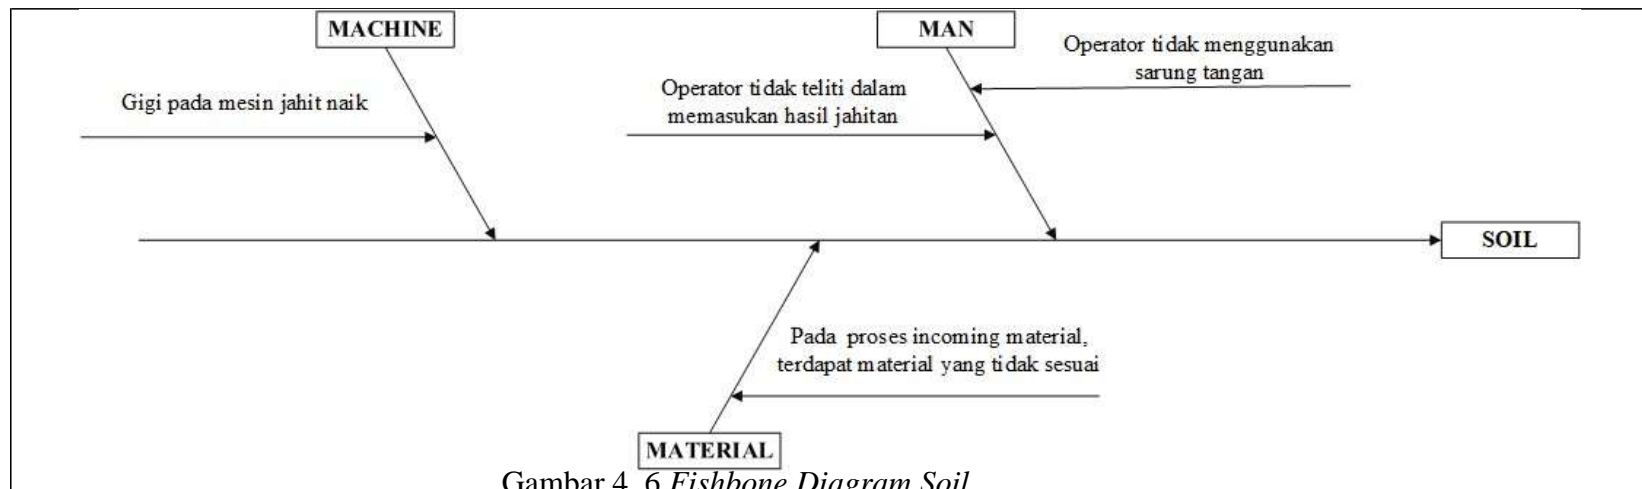 MACHINE
MAN
Operator tidak menggunakan
sarung tangan
Gigi pada mesin jahit naik
Operator tidak teliti dalam
memasukan hasil jahitan
SOIL
Pada proses incoming material,
terdapat material yang tidak sesuai
MATERIAL
Gambar 4. 6 Fishbone Diagram Soil